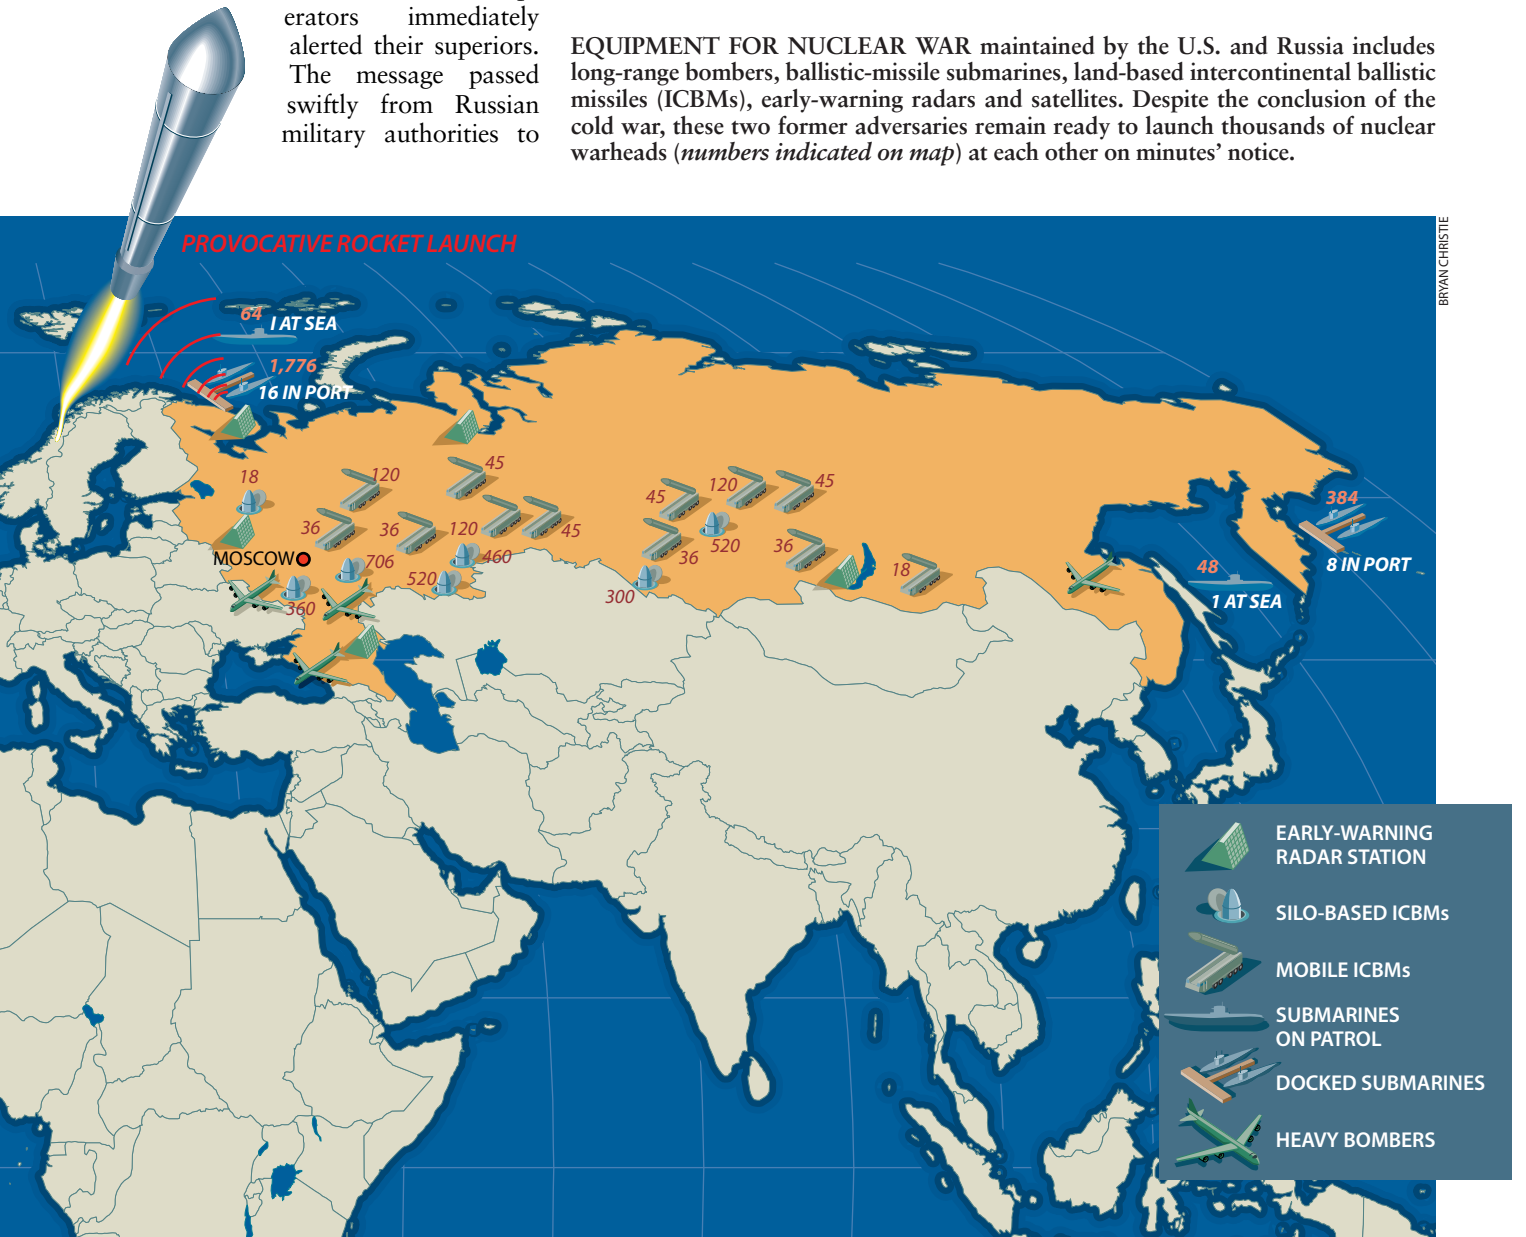 erators immediately
alerted their superiors.
The message passed
swiftly from Russian
military authorities to
EQUIPMENT FOR NUCLEAR WAR maintained by the U.S. and Russia includes
long-range bombers, ballistic-missile submarines, land-based intercontinental ballistic
missiles (ICBMs), early-warning radars and satellites. Despite the conclusion of the
cold war, these two former adversaries remain ready to launch thousands of nuclear
warheads (numbers indicated on map) at each other on minutes’ notice.
BRYAN CHRISTIE
PROVOCATIVE ROCKET LAUNCH
64
I AT SEA
1,776
16 IN PORT
18
120
45
45
120
45
384
36
36
120
45
520
36
36
8 IN PORT
MOSCOW
706
460
520
18
48
360
300
1 AT SEA
EARLY-WARNING
RADAR STATION
SILO-BASED ICBMs
MOBILE ICBMs
SUBMARINES
ON PATROL
DOCKED SUBMARINES
HEAVY BOMBERS